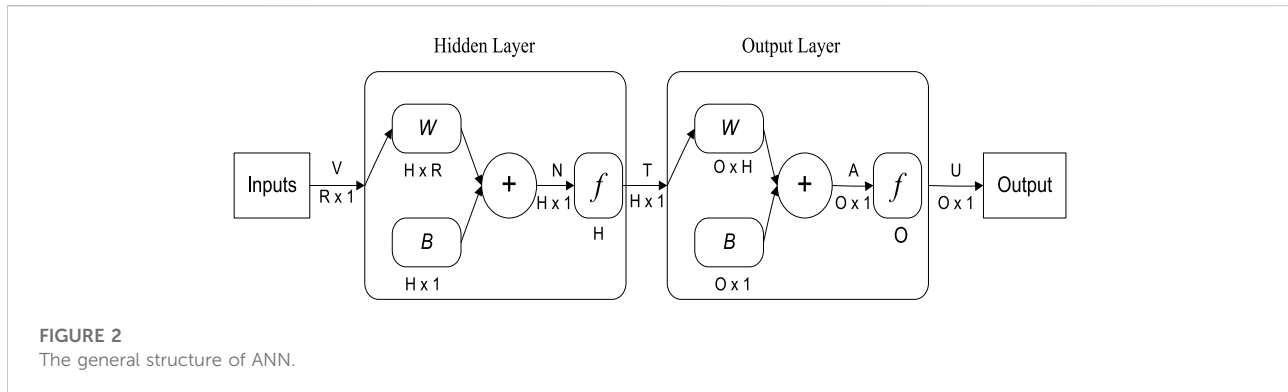 Hidden Layer
Output Layer
Inputs
V
R x 1
W
H x R
B
H x 1
+
N
H x 1
f
H
T
H x 1
W
O x H
B
O x 1
+
A
O x 1
f
O
U
O x 1
Output
FIGURE 2
The general structure of ANN.